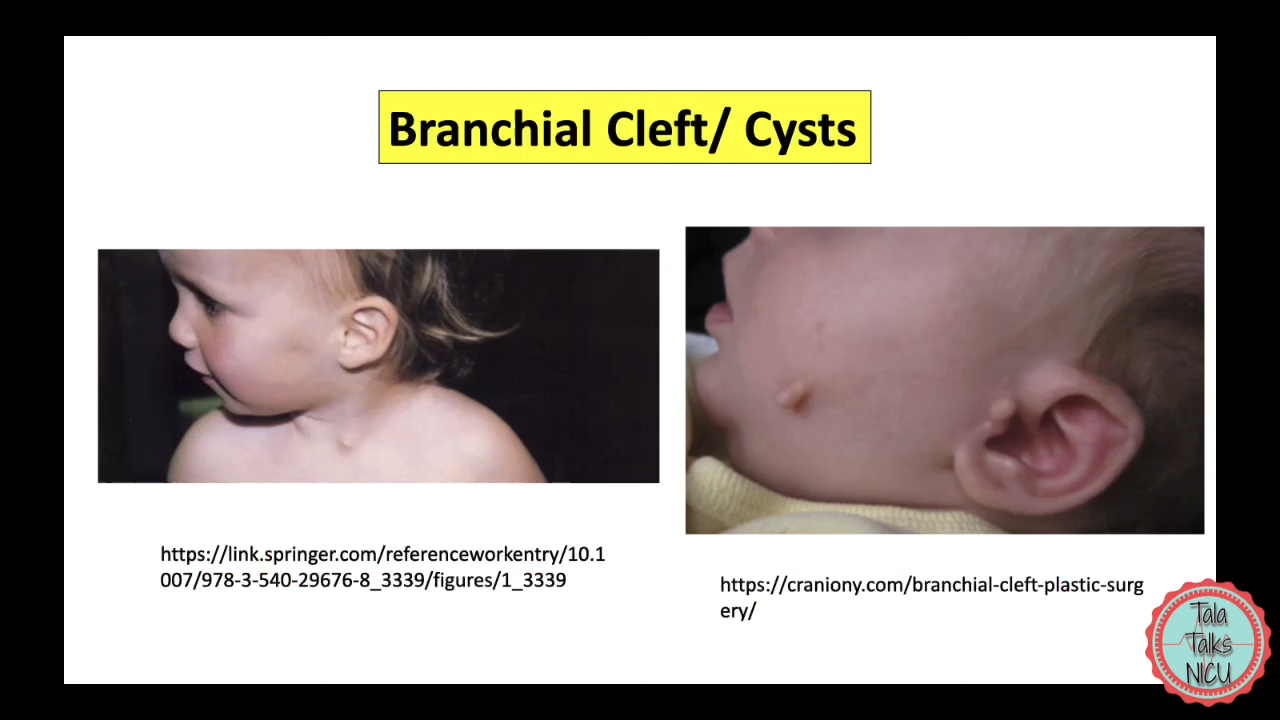 Branchial Cleft/ Cysts
https://link.springer.com/referenceworkentry/10.1
007/978-3-540-29676-8_3339/figures/1_3339
https://craniony.com/branchial-cleft-plastic-surg
ery/
Tala
Talks
NICU